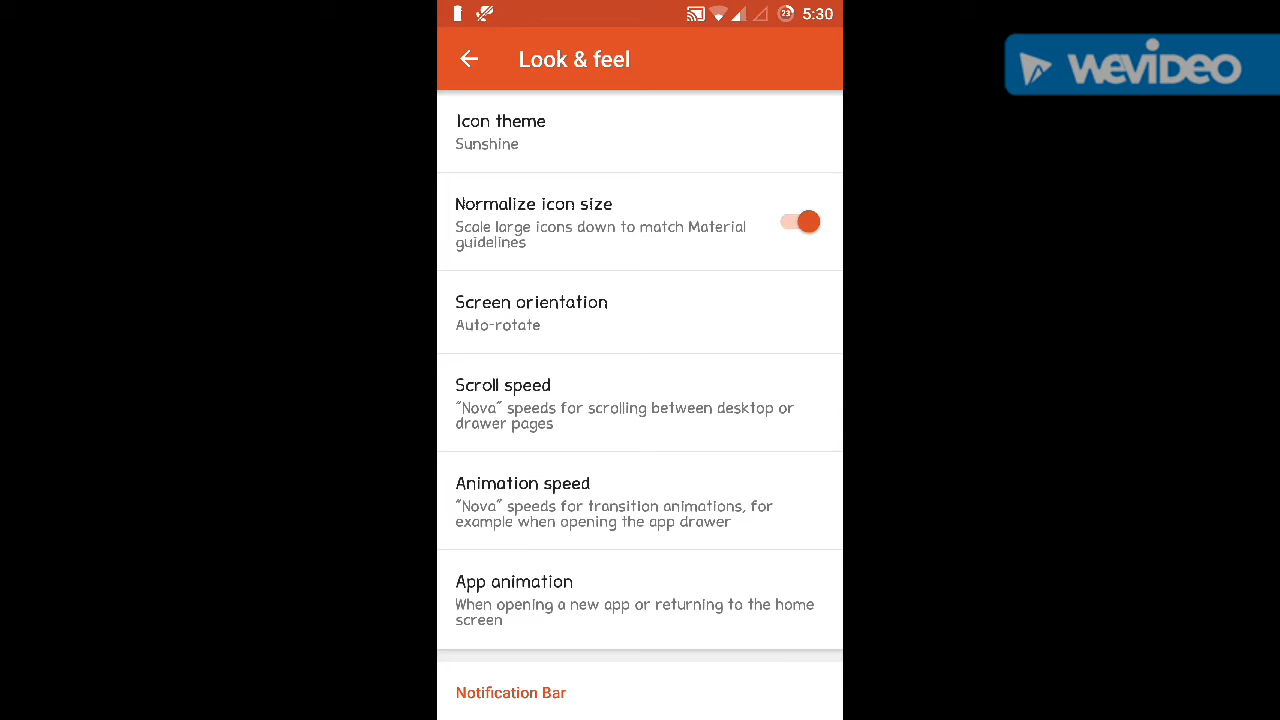 23 5:30
WeVIDEO
Look & feel
Icon theme
Sunshine
Normalize icon size
Scale large icons down to match Material
guidelines
Screen orientation
Auto-rotate
Scroll speed
"Nova" speeds for scrolling between desktop or
drawer pages
Animation speed
"Nova" speeds for transition animations, for
example when opening the app drawer
App animation
When opening a new app or returning to the home
screen
Notification Bar